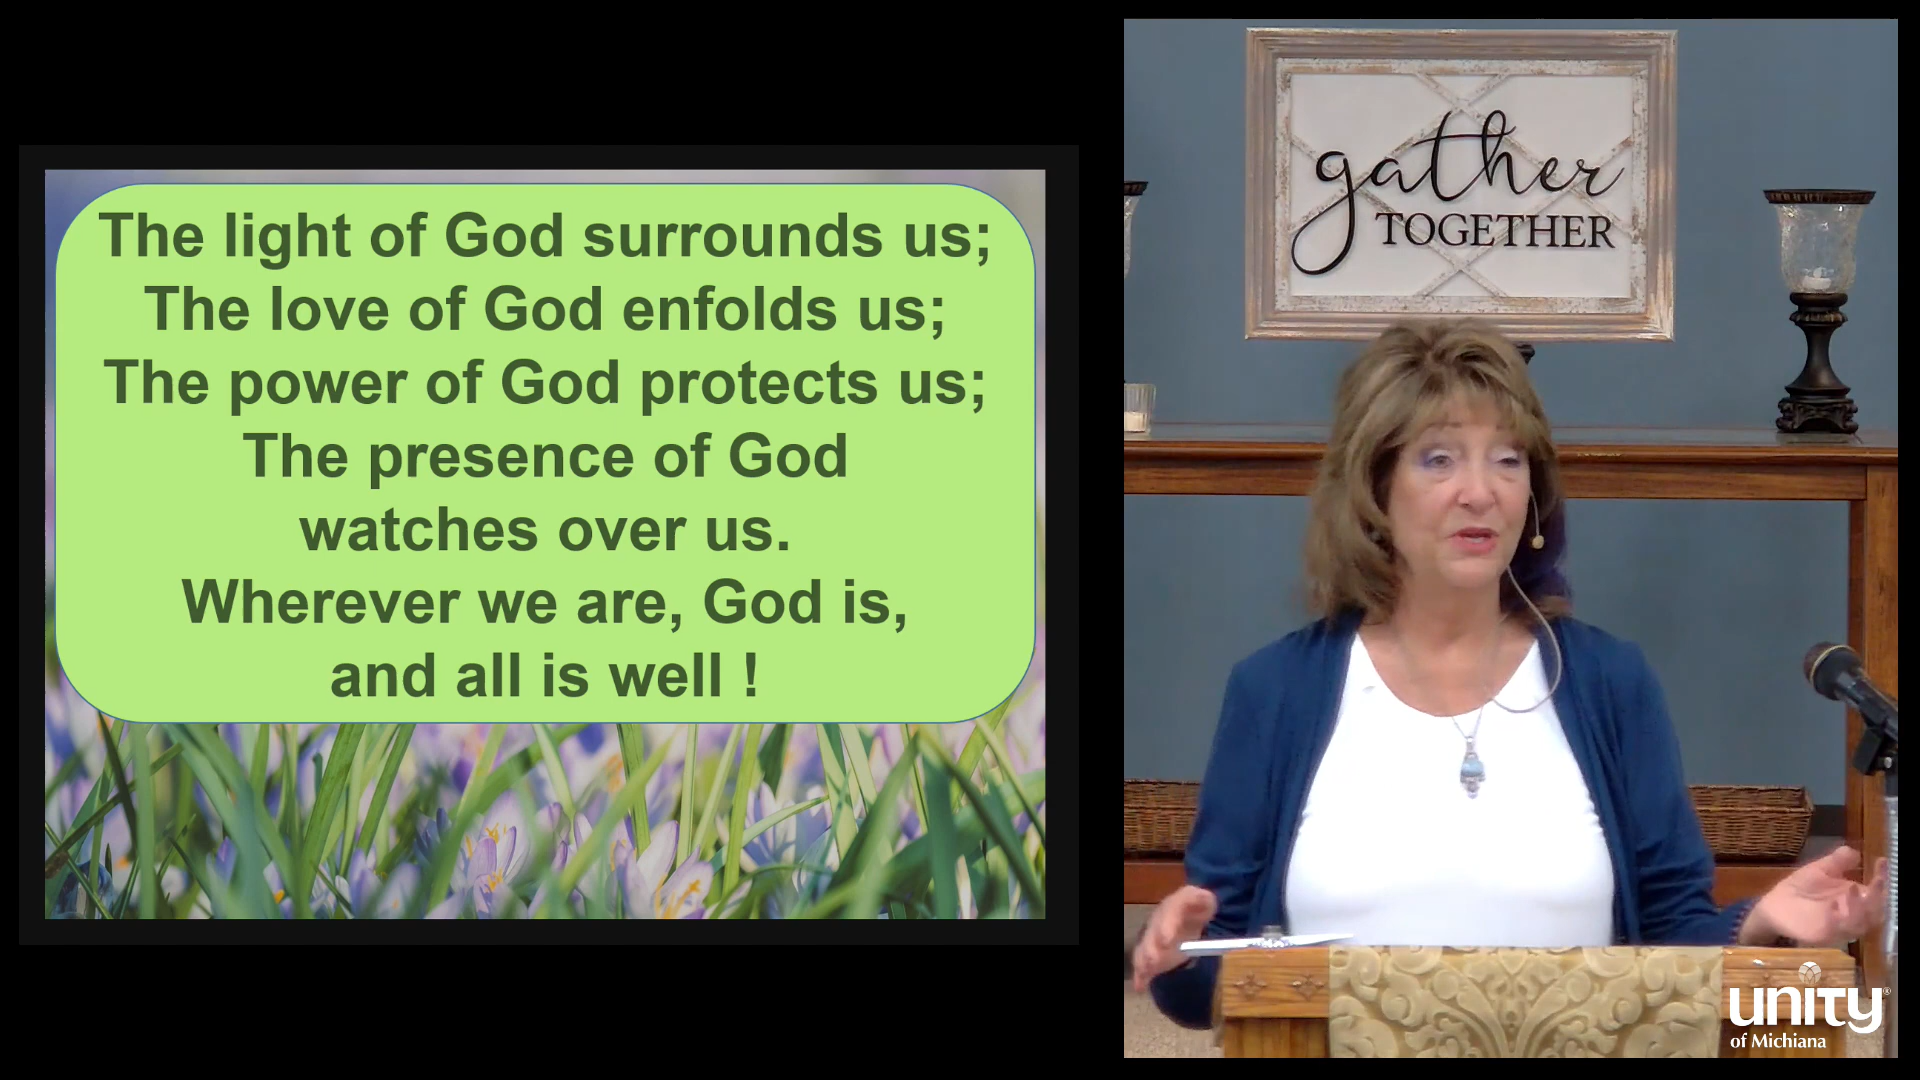 The light of God surrounds us;
The love of God enfolds us;
The power of God protects us;
The presence of God
watches over us.
Wherever we are, God is,
and all is well !
gather
TOGETHER
unity®
of Michiana